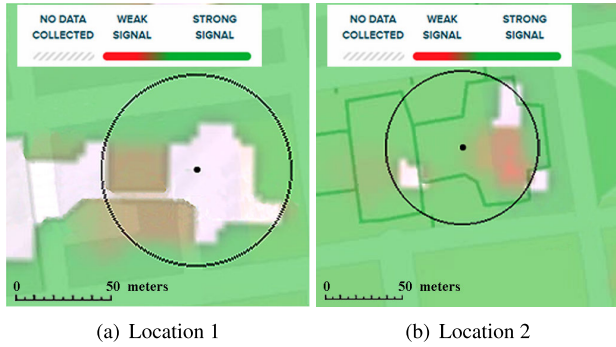 NO DATA WEAK STRONG
COLLECTED SIGNAL SIGNAL
0 50 meters
(a) Location 1
NO DATA WEAK STRONG
COLLECTED SIGNAL SIGNAL
0 50 meters
(b) Location 2